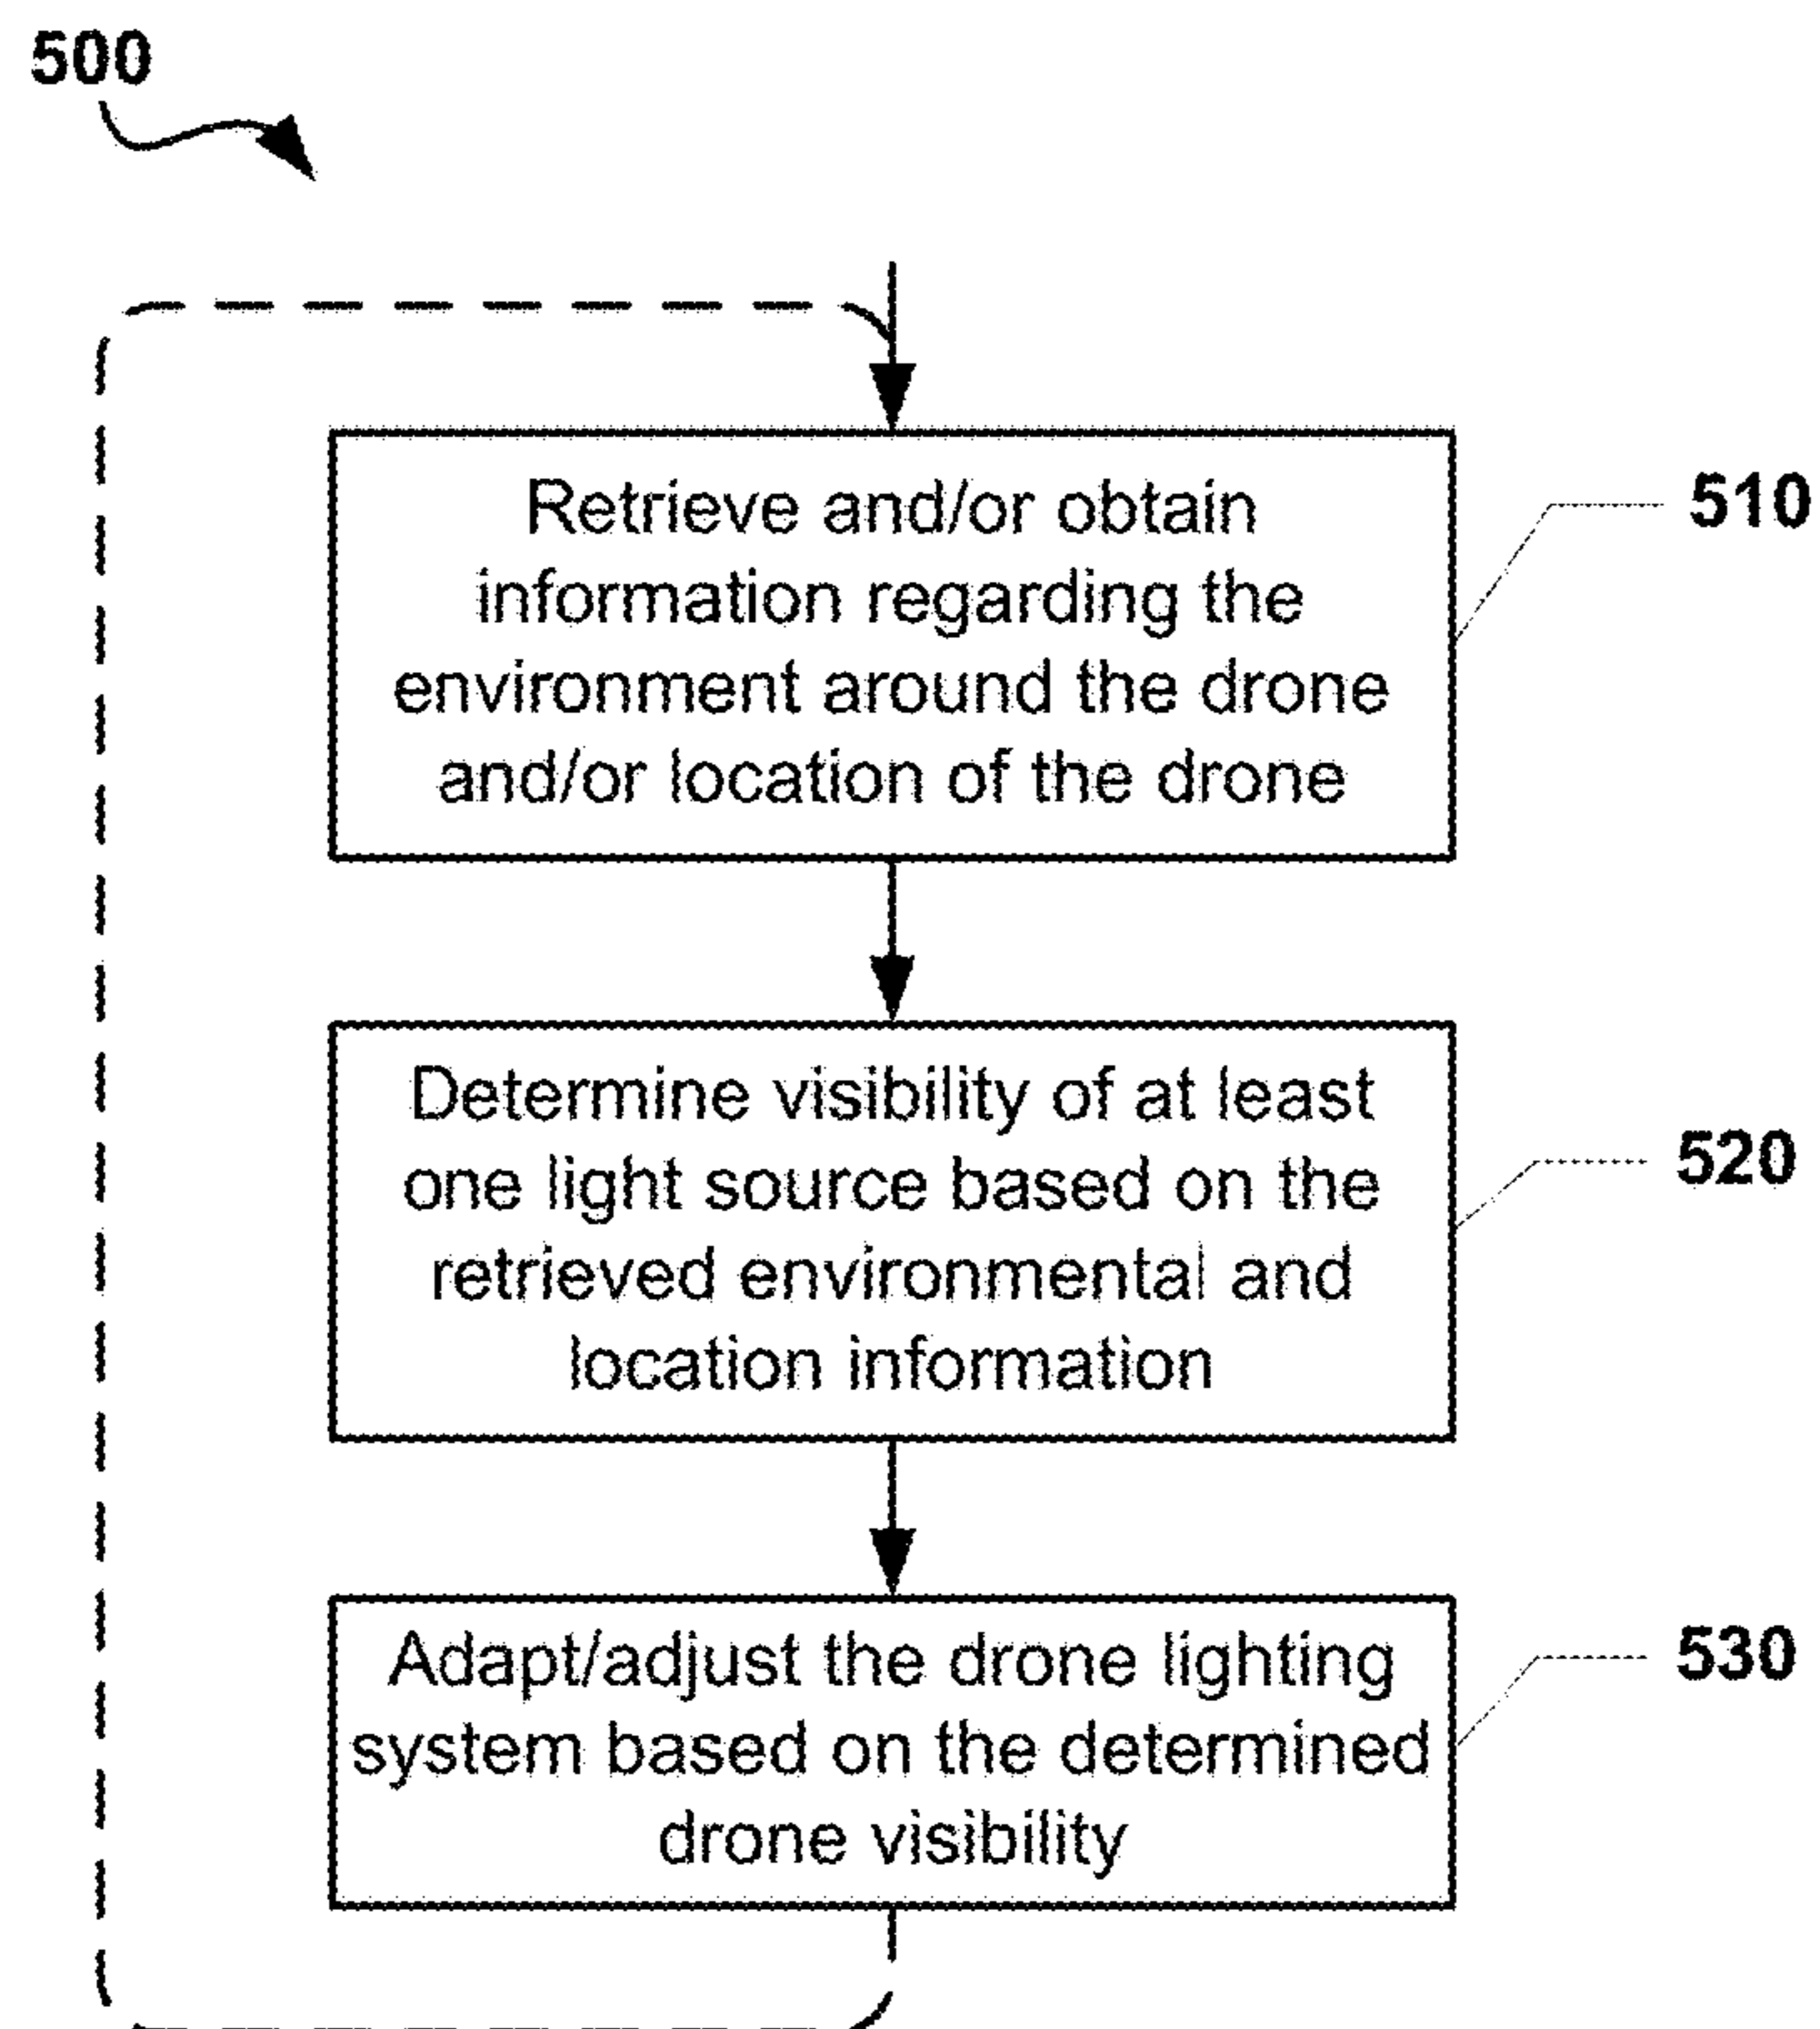 500
Retrieve and/or obtain
information regarding the
environment around the drone
and/or location of the drone
510
Determine visibility of at least
one light source based on the
retrieved environmental and
location information
520
Adapt/adjust the drone lighting
system based on the determined
drone visibility
530